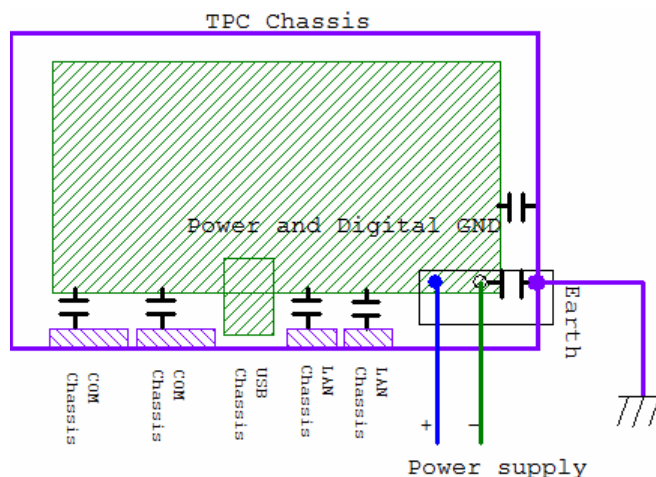 TPC Chassis
Power and Digital GND
Earth
COM
Chassis
COM
Chassis
USB
Chassis
LAN
Chassis
LAN
Chassis
+
-
Power supply